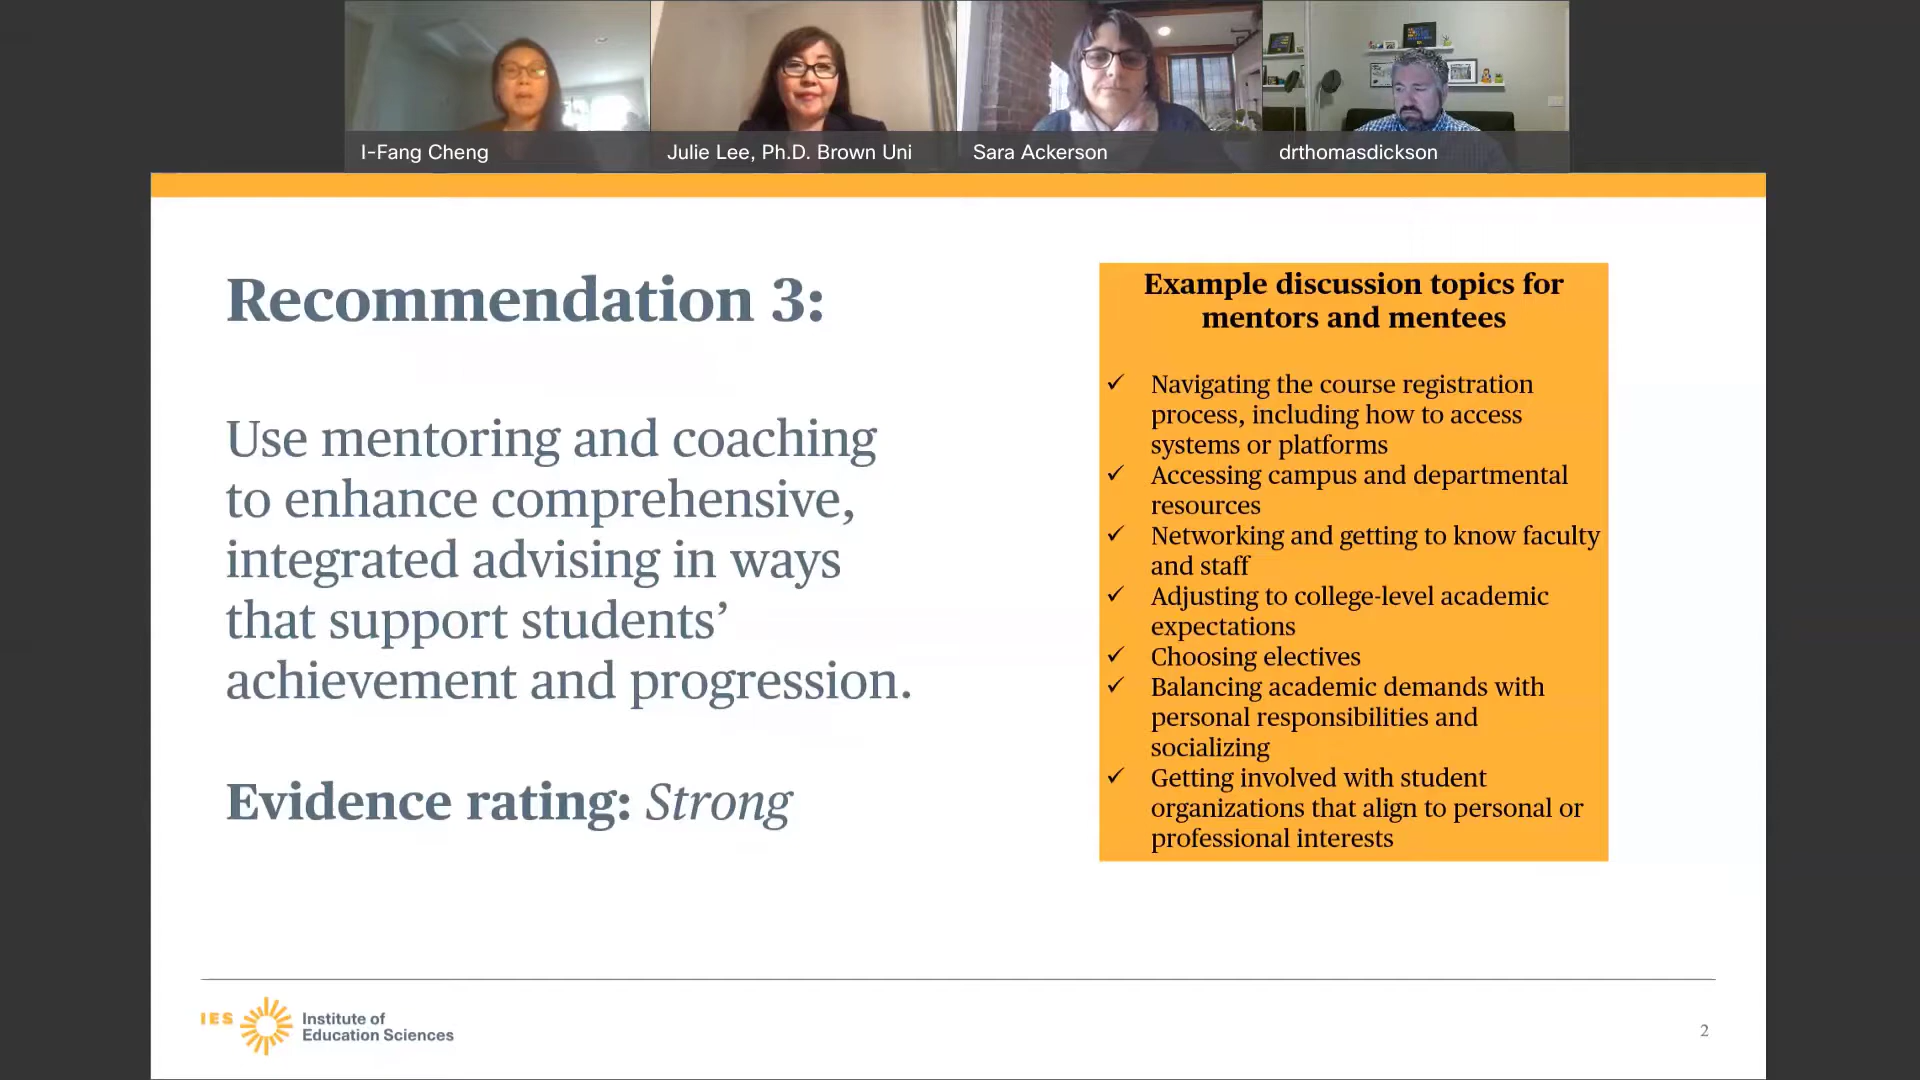 I-Fang Cheng
Julie Lee, Ph.D. Brown Uni
Sara Ackerson
drthomasdickson
Recommendation 3:
Use mentoring and coaching
to enhance comprehensive,
integrated advising in ways
that support students’
achievement and progression.
Evidence rating: Strong
Example discussion topics for
mentors and mentees
✓ Navigating the course registration
process, including how to access
systems or platforms
✓ Accessing campus and departmental
resources
✓ Networking and getting to know faculty
and staff
✓ Adjusting to college-level academic
expectations
✓ Choosing electives
✓ Balancing academic demands with
personal responsibilities and
socializing
✓ Getting involved with student
organizations that align to personal or
professional interests
IES
Institute of
Education Sciences
2